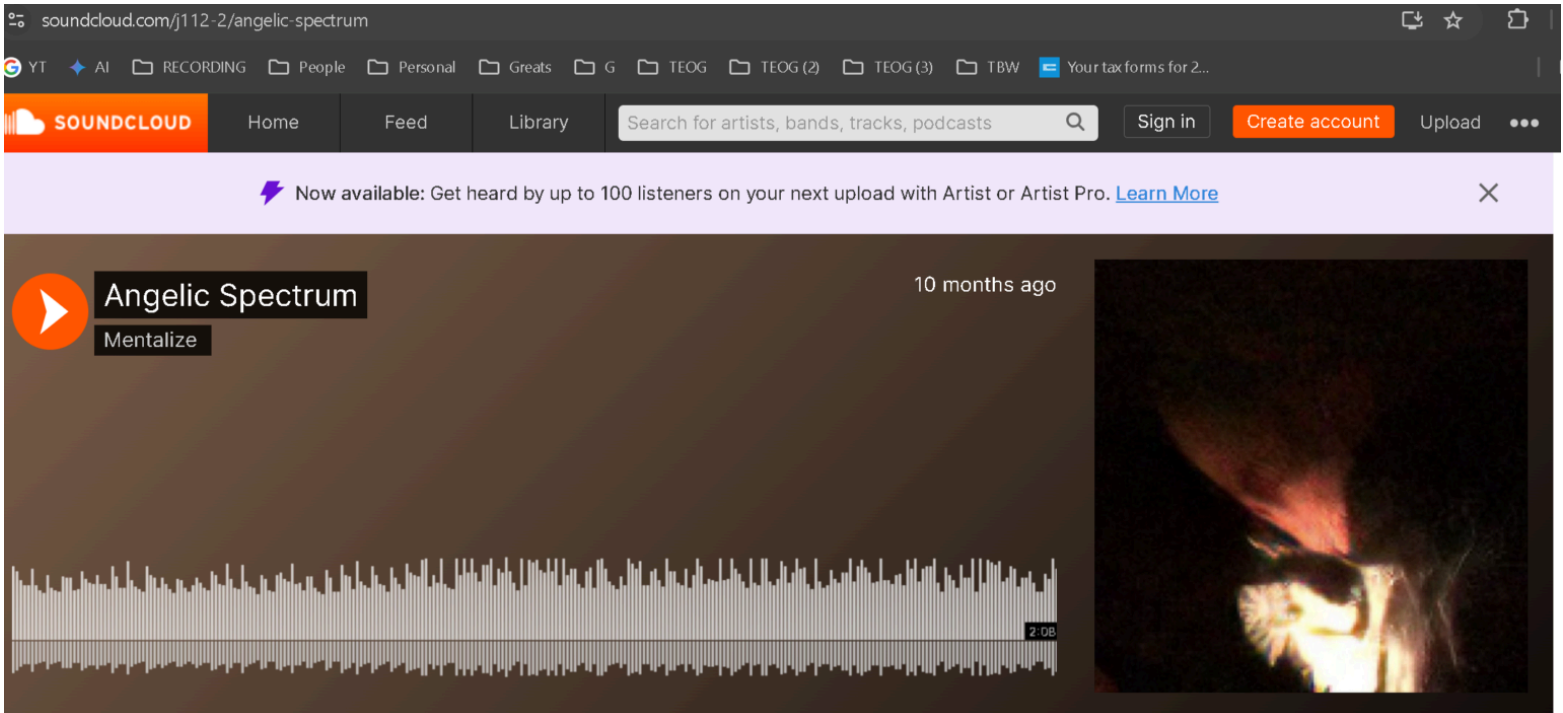 soundcloud.com/j112-2/angelic-spectrum
YT AI RECORDING People Personal Greats G TEOG TEOG (2) TEOG (3) TBW Your tax forms for 2...
SOUNDCLOUD Home Feed Library Search for artists, bands, tracks, podcasts Sign in Create account Upload
Now available: Get heard by up to 100 listeners on your next upload with Artist or Artist Pro. Learn More
Angelic Spectrum 10 months ago
Mentalize
2:08